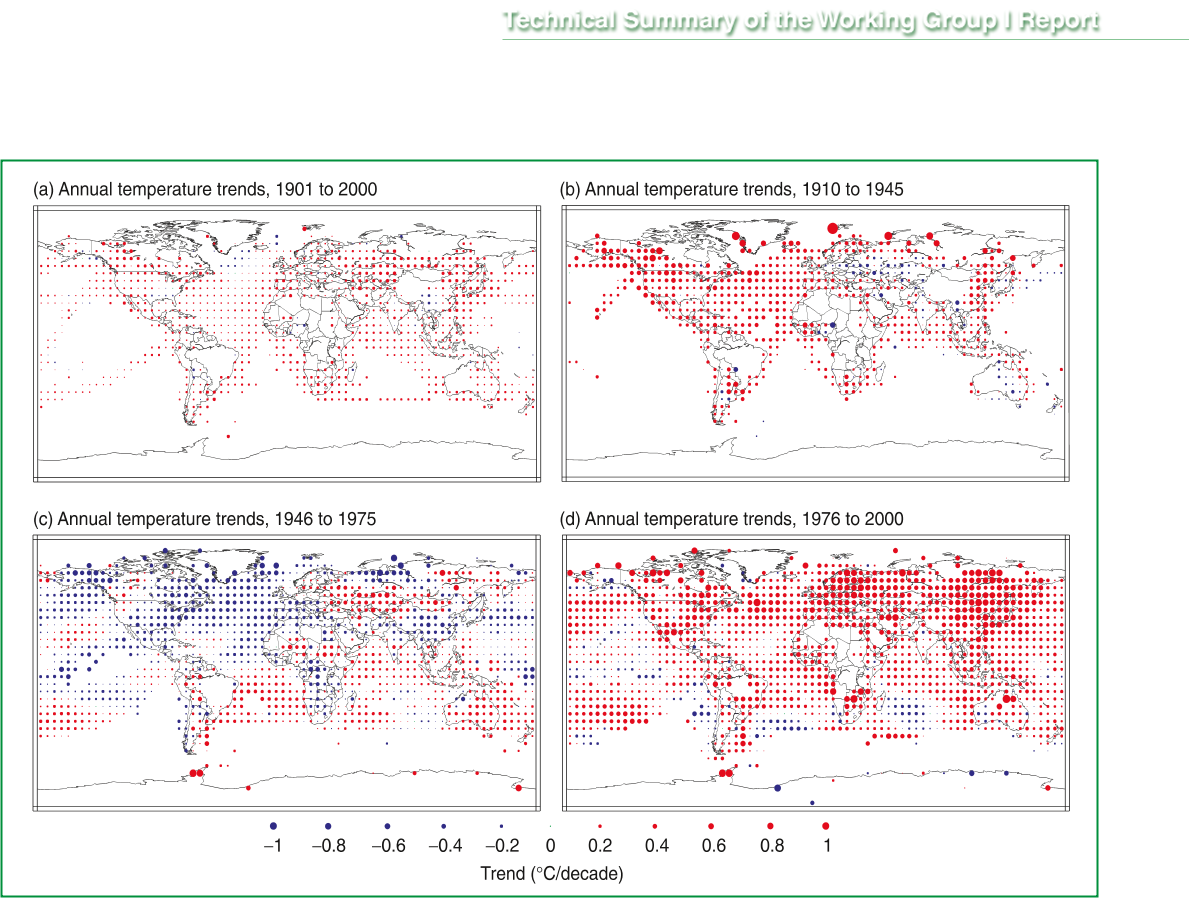 Technical Summary of the Working Group I Report
(a) Annual temperature trends, 1901 to 2000
(b) Annual temperature trends, 1910 to 1945
(c) Annual temperature trends, 1946 to 1975
(d) Annual temperature trends, 1976 to 2000
−1 −0.8 −0.6 −0.4 −0.2 0 0.2 0.4 0.6 0.8 1
Trend (°C/decade)